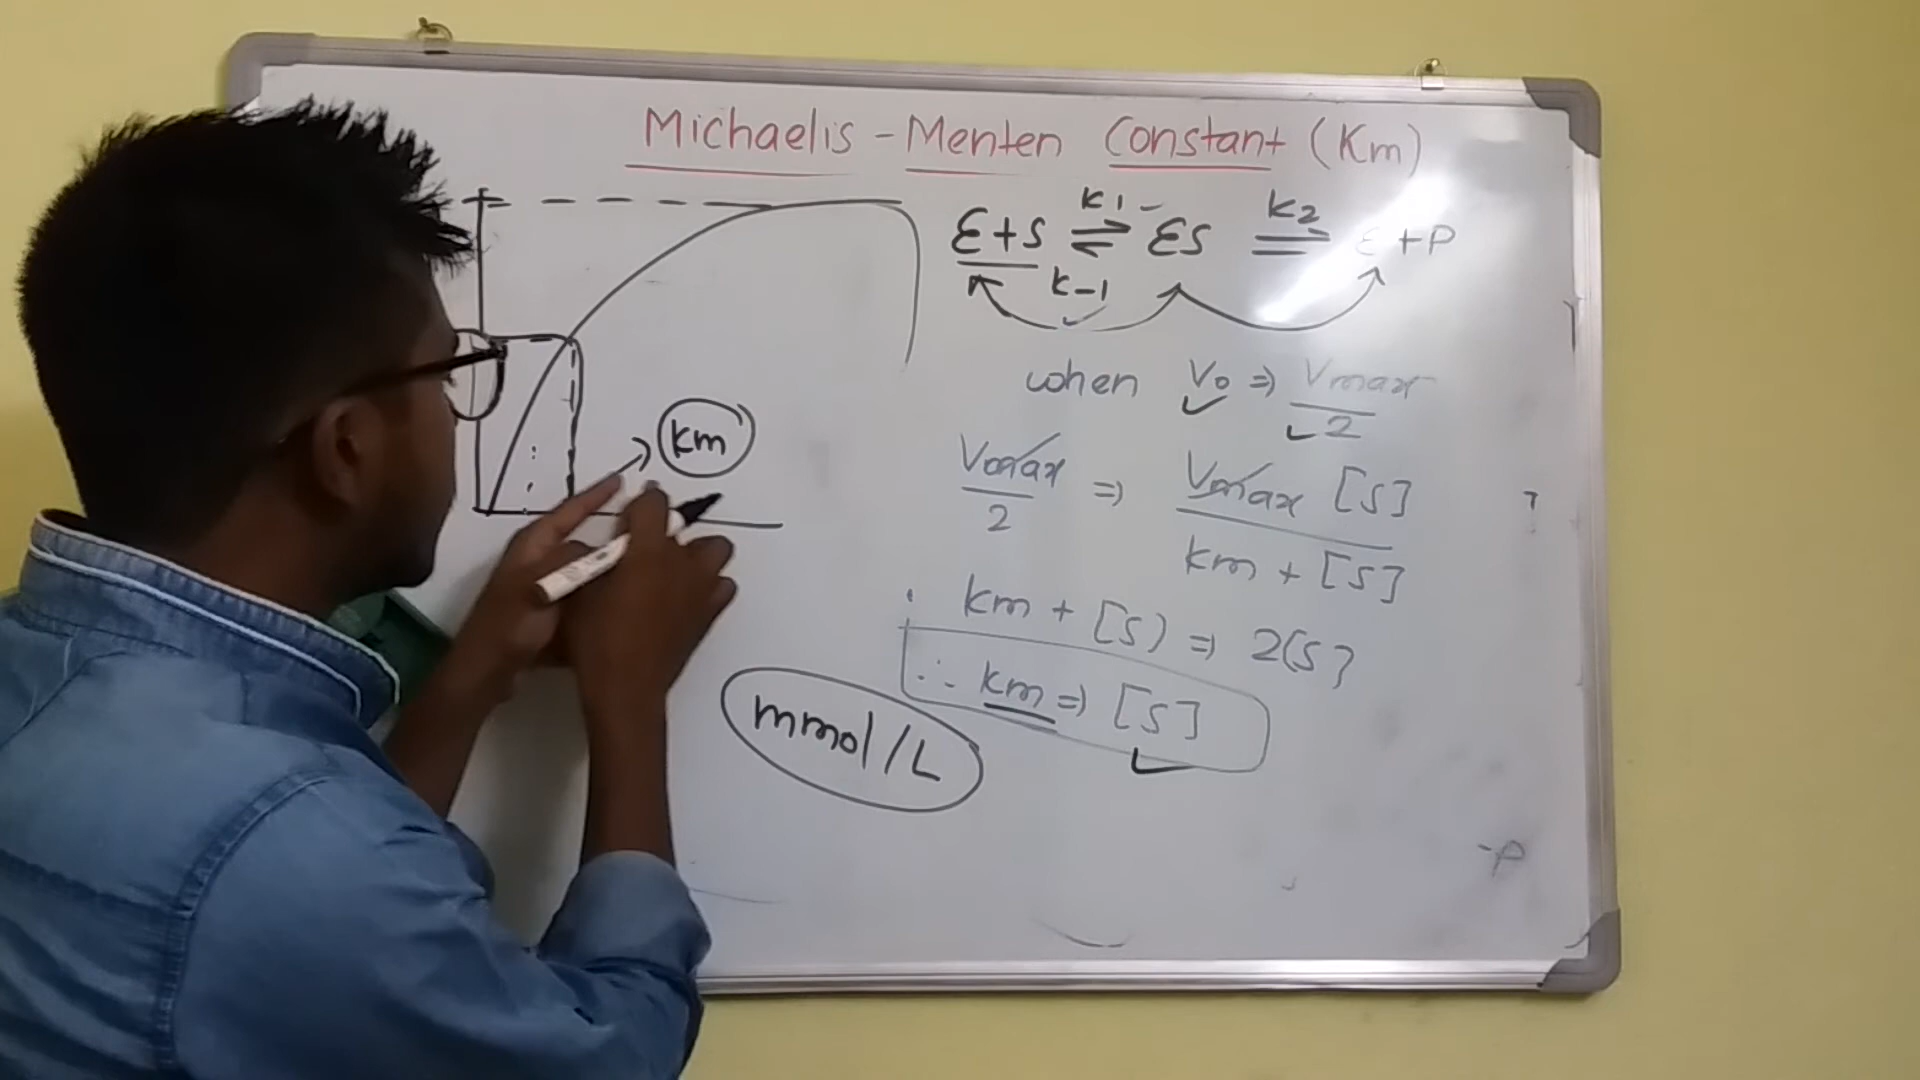 Michaelis - Menten Constant (Km)
E+S ⇌ ES = E +P
K1
K2
K-1
when Vo ⇒ Vmax/2
Vmax/2 ⇒ Vmax [S]/km + [S]
km + [S) ⇒ 2(S]
∴ km ⇒ [S]
km
mmol/L
-P